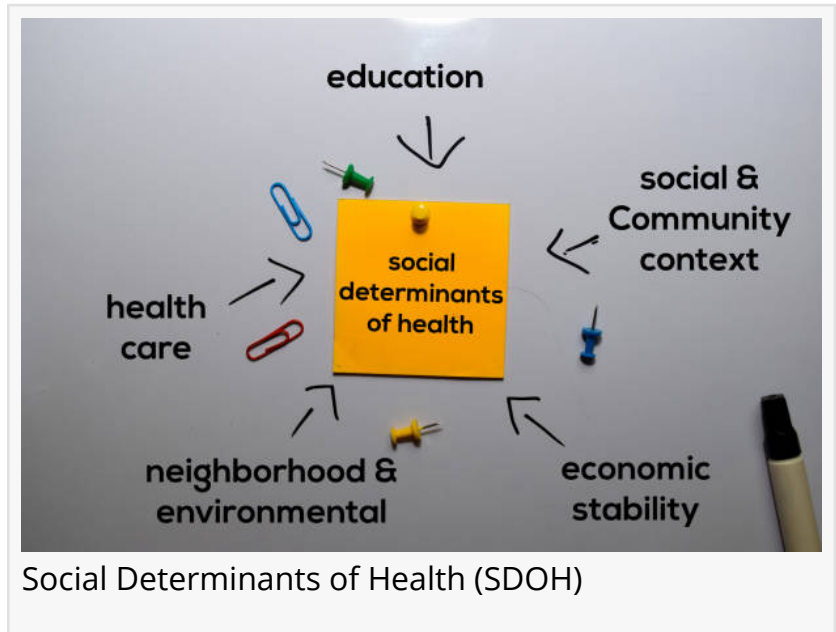 education
social &
Community
context
social
determinants
of health
health
care
neighborhood &
environmental
economic
stability
Social Determinants of Health (SDOH)